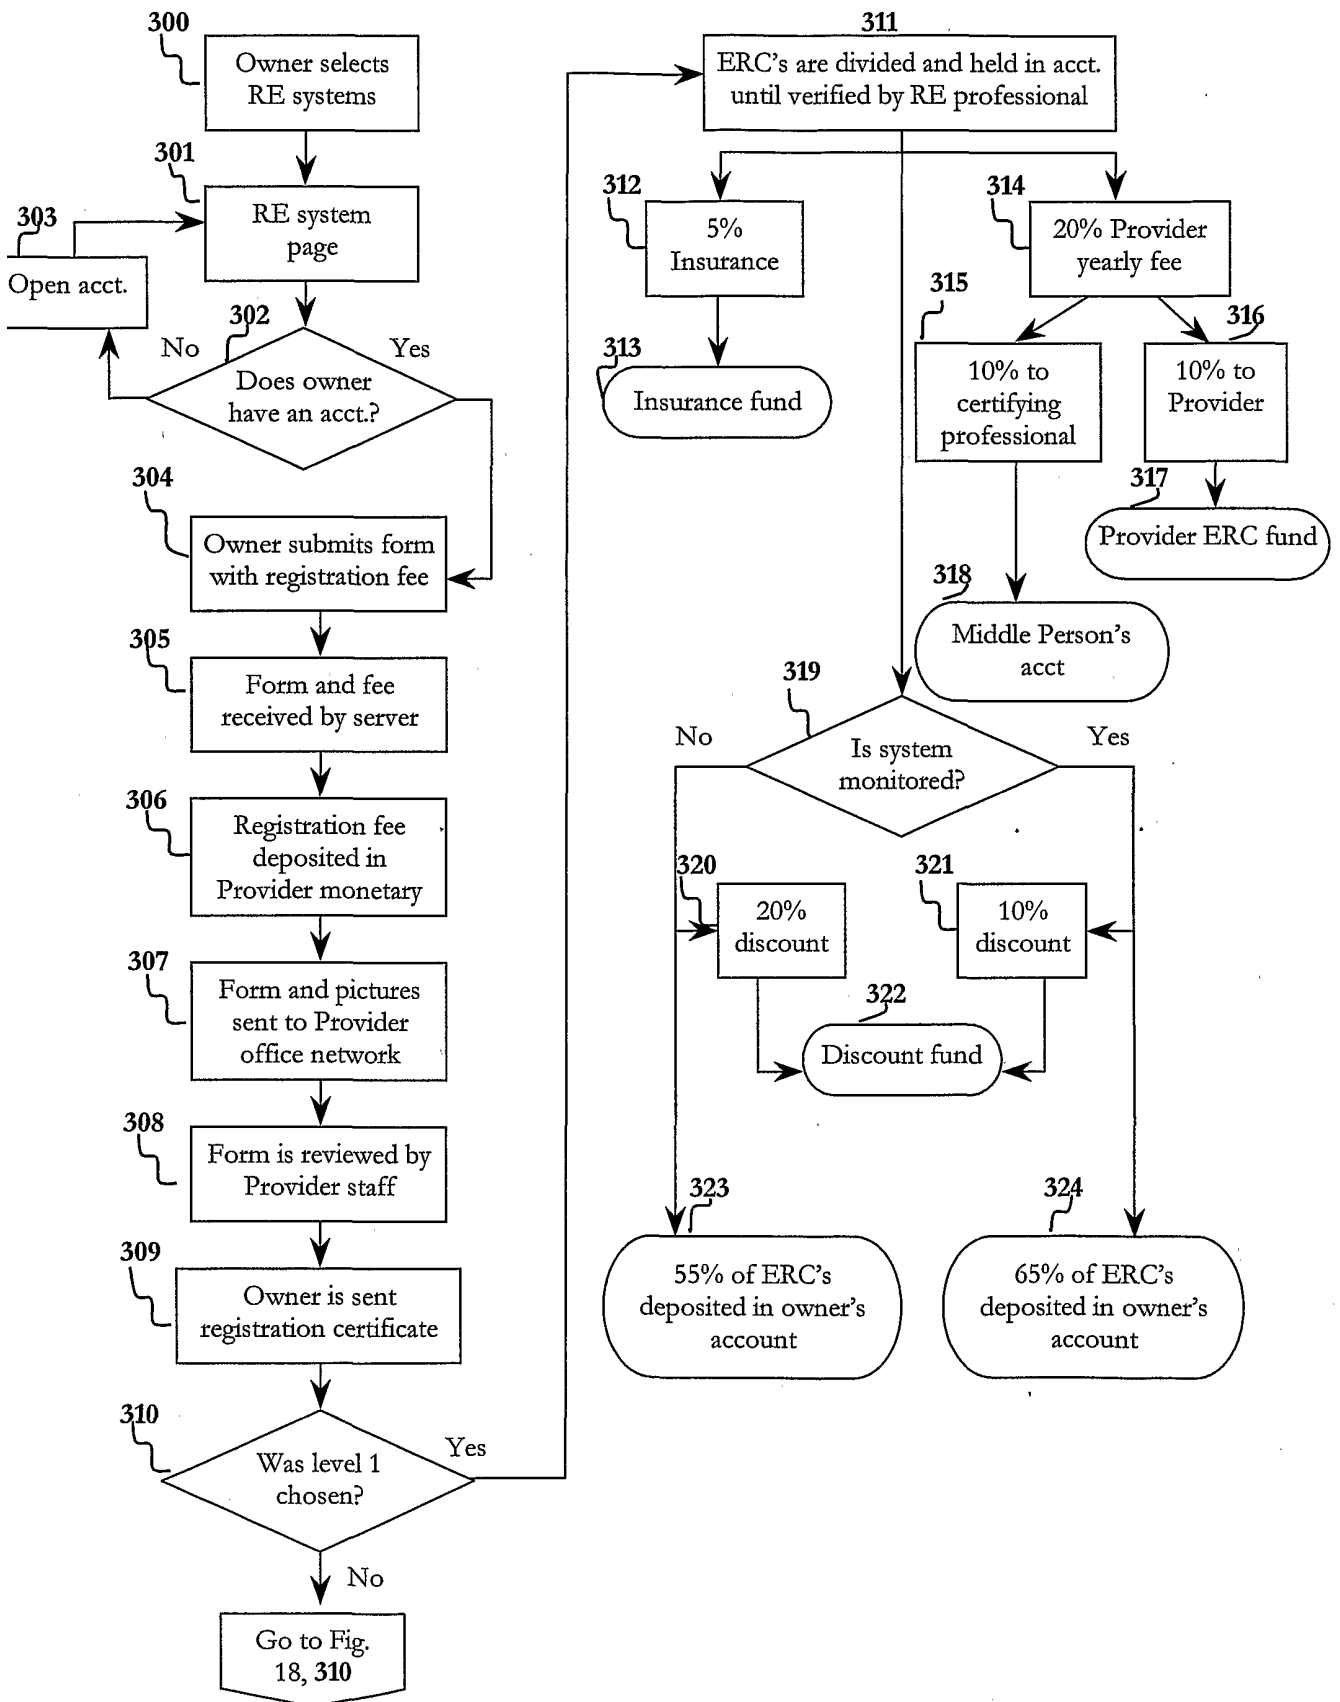 300
Owner selects
RE systems
301
RE system
page
303
Open acct.
302
No
Yes
Does owner
have an acct.?
304
Owner submits form
with registration fee
305
Form and fee
received by server
306
Registration fee
deposited in
Provider monetary
307
Form and pictures
sent to Provider
office network
308
Form is reviewed by
Provider staff
309
Owner is sent
registration certificate
310
Was level 1
chosen?
Yes
No
Go to Fig.
18, 310
311
ERC's are divided and held in acct.
until verified by RE professional
312
5%
Insurance
313
Insurance fund
314
20% Provider
yearly fee
315
10% to
certifying
professional
316
10% to
Provider
317
Provider ERC fund
318
Middle Person's
acct
319
No
Yes
Is system
monitored?
320
20%
discount
321
10%
discount
322
Discount fund
323
55% of ERC's
deposited in owner's
account
324
65% of ERC's
deposited in owner's
account